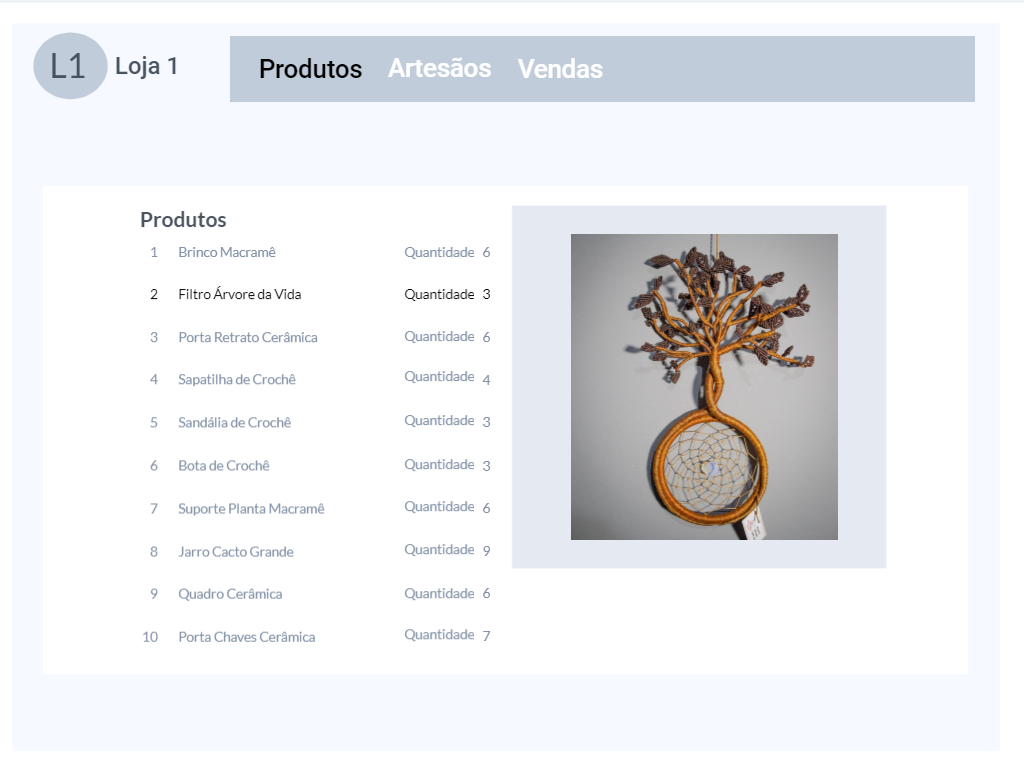 L1 Loja 1
Produtos Artesãos Vendas
Produtos
1 Brinco Macramê Quantidade 6
2 Filtro Árvore da Vida Quantidade 3
3 Porta Retrato Cerâmica Quantidade 6
4 Sapatilha de Crochê Quantidade 4
5 Sandália de Crochê Quantidade 3
6 Bota de Crochê Quantidade 3
7 Suporte Planta Macramê Quantidade 6
8 Jarro Cacto Grande Quantidade 9
9 Quadro Cerâmica Quantidade 6
10 Porta Chaves Cerâmica Quantidade 7